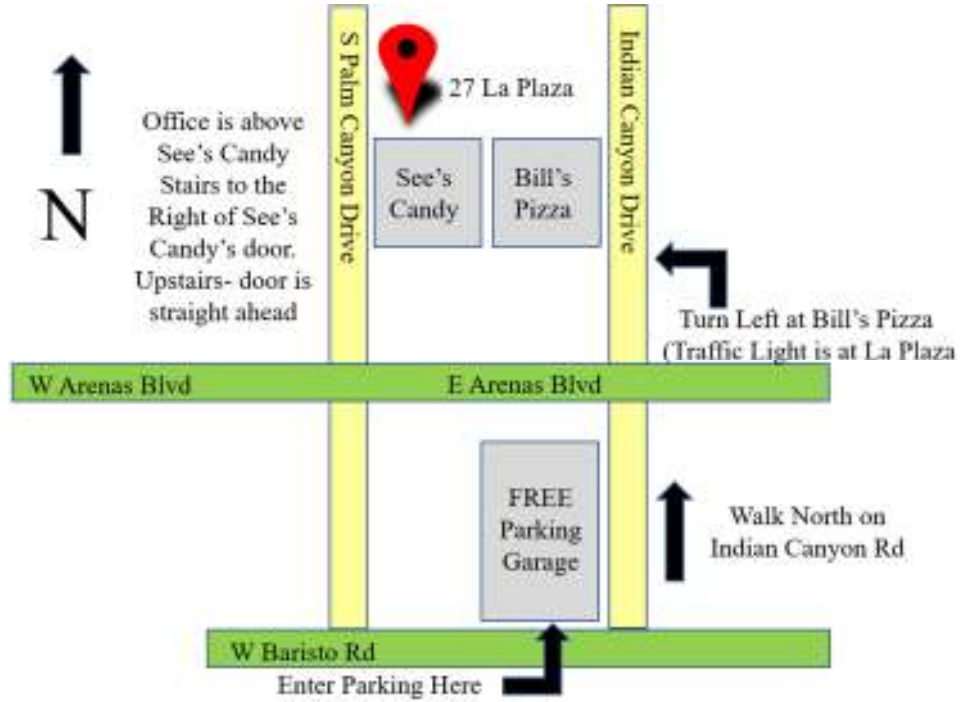 S Palm Canyon Drive
Indian Canyon Drive
27 La Plaza
N
Office is above
See's Candy
Stairs to the
Right of See's
Candy's door.
Upstairs- door is
straight ahead
See's
Candy
Bill's
Pizza
Turn Left at Bill's Pizza
(Traffic Light is at La Plaza
W Arenas Blvd
E Arenas Blvd
FREE
Parking
Garage
Walk North on
Indian Canyon Rd
W Baristo Rd
Enter Parking Here